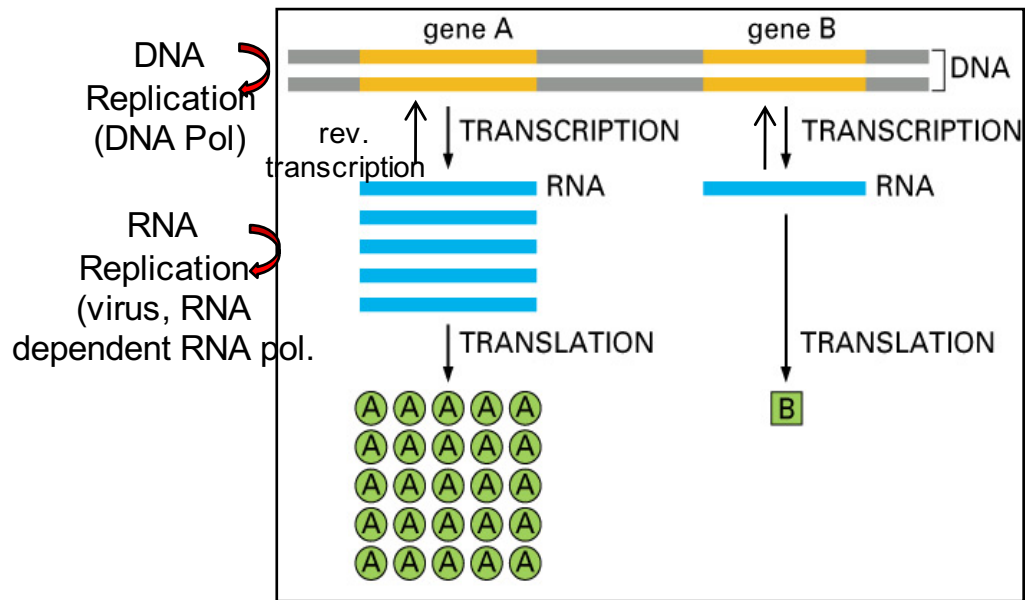 gene A
gene B
DNA
Replication
(DNA Pol)
DNA
rev.
transcription
TRANSCRIPTION
TRANSCRIPTION
RNA
RNA
RNA
Replication
(virus, RNA
dependent RNA pol.
TRANSLATION
TRANSLATION
A A A A A
B
A A A A A
A A A A A
A A A A A
A A A A A